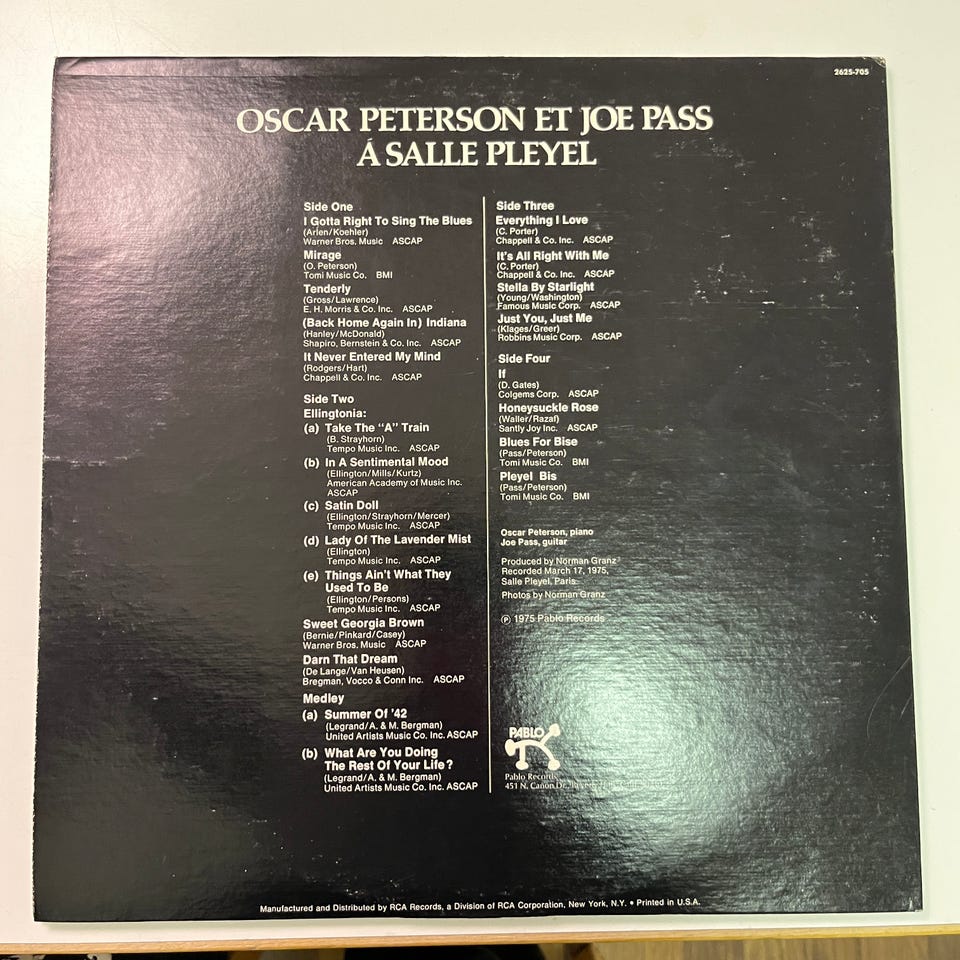 2625-705
OSCAR PETERSON ET JOE PASS
Á SALLE PLEYEL
Side One
I Gotta Right To Sing The Blues
(Arlen/Koehler)
Warner Bros. Music ASCAP
Mirage
(O. Peterson)
Tomi Music Co. BMI
Tenderly
(Gross/Lawrence)
E. H. Morris & Co. Inc. ASCAP
(Back Home Again In) Indiana
(Hanley/McDonald)
Shapiro, Bernstein & Co. Inc. ASCAP
It Never Entered My Mind
(Rodgers/Hart)
Chappell & Co. Inc. ASCAP
Side Two
Ellingtonia:
(a) Take The "A" Train
(B. Strayhorn)
Tempo Music Inc. ASCAP
(b) In A Sentimental Mood
(Ellington/Mills/Kurtz)
American Academy of Music Inc.
ASCAP
(c) Satin Doll
(Ellington/Strayhorn/Mercer)
Tempo Music Inc. ASCAP
(d) Lady Of The Lavender Mist
(Ellington)
Tempo Music Inc. ASCAP
(e) Things Ain't What They
Used To Be
(Ellington/Persons)
Tempo Music Inc. ASCAP
Sweet Georgia Brown
(Bernie/Pinkard/Casey)
Warner Bros. Music ASCAP
Darn That Dream
(De Lange/Van Heusen)
Bregman, Vocco & Conn Inc. ASCAP
Medley
(a) Summer Of '42
(Legrand/A. & M. Bergman)
United Artists Music Co. Inc. ASCAP
(b) What Are You Doing
The Rest Of Your Life?
(Legrand/A. & M. Bergman)
United Artists Music Co. Inc. ASCAP
Side Three
Everything I Love
(C. Porter)
Chappell & Co. Inc. ASCAP
It's All Right With Me
(C. Porter)
Chappell & Co. Inc. ASCAP
Stella By Starlight
(Young/Washington)
Famous Music Corp. ASCAP
Just You, Just Me
(Klages/Greer)
Robbins Music Corp. ASCAP
Side Four
If
(D. Gates)
Colgems Corp. ASCAP
Honeysuckle Rose
(Waller/Razaf)
Santly Joy Inc. ASCAP
Blues For Bise
(Pass/Peterson)
Tomi Music Co. BMI
Pleyel Bis
(Pass/Peterson)
Tomi Music Co. BMI
Oscar Peterson, piano
Joe Pass, guitar
Produced by Norman Granz
Recorded March 17, 1975,
Salle Pleyel, Paris
Photos by Norman Granz
℗ 1975 Pablo Records
PABLO
Pablo Records
451 N. Canon Dr.,
Manufactured and Distributed by RCA Records, a Division of RCA Corporation, New York, N.Y. • Printed in U.S.A.